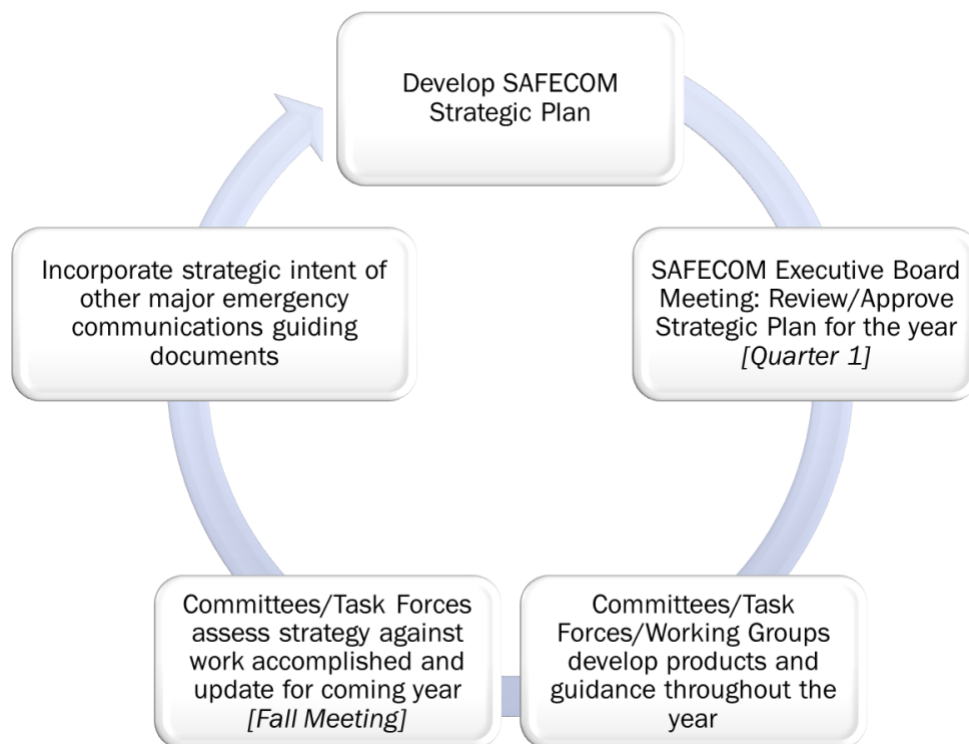 Develop SAFECOM
Strategic Plan
SAFECOM Executive Board
Meeting: Review/Approve
Strategic Plan for the year
[Quarter 1]
Committees/Task
Forces/Working Groups
develop products and
guidance throughout the
year
Committees/Task Forces
assess strategy against
work accomplished and
update for coming year
[Fall Meeting]
Incorporate strategic intent of
other major emergency
communications guiding
documents